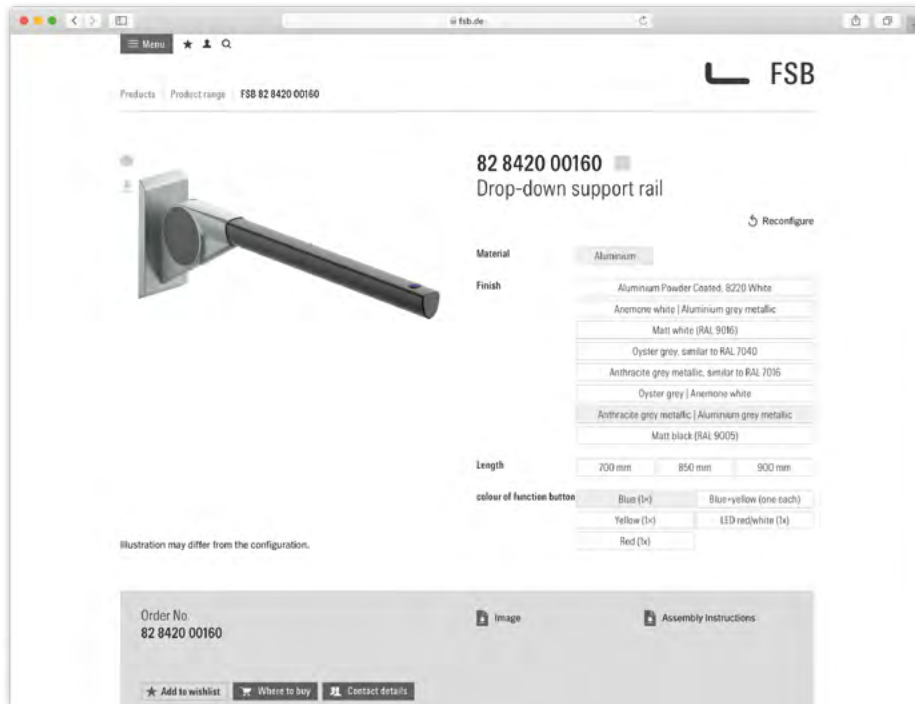 fsb.de
Menu
FSB
Products Product range FSB 82 8420 00160
82 8420 00160
Drop-down support rail
Reconfigure
Material Aluminium
Finish Aluminium Powder Coated, 8220 White
Anemone white | Aluminium grey metallic
Matt white (RAL 9016)
Oyster grey, similar to RAL 7040
Anthracite grey metallic, similar to RAL 7016
Oyster grey | Anemone white
Anthracite grey metallic | Aluminium grey metallic
Matt black (RAL 9005)
Length 700 mm 850 mm 900 mm
colour of function button Blue (1×) Blue+yellow (one each)
Yellow (1×) LED red/white (1x)
Red (1x)
Illustration may differ from the configuration.
Order No. Image Assembly Instructions
82 8420 00160
Add to wishlist Where to buy Contact details